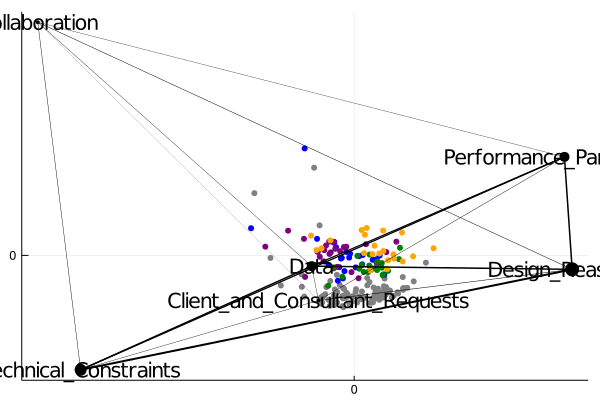 ollaboration
Performance_Par
0
Data
Design_Reas
Client_and_Consultant_Requests
echnical_Constraints
0